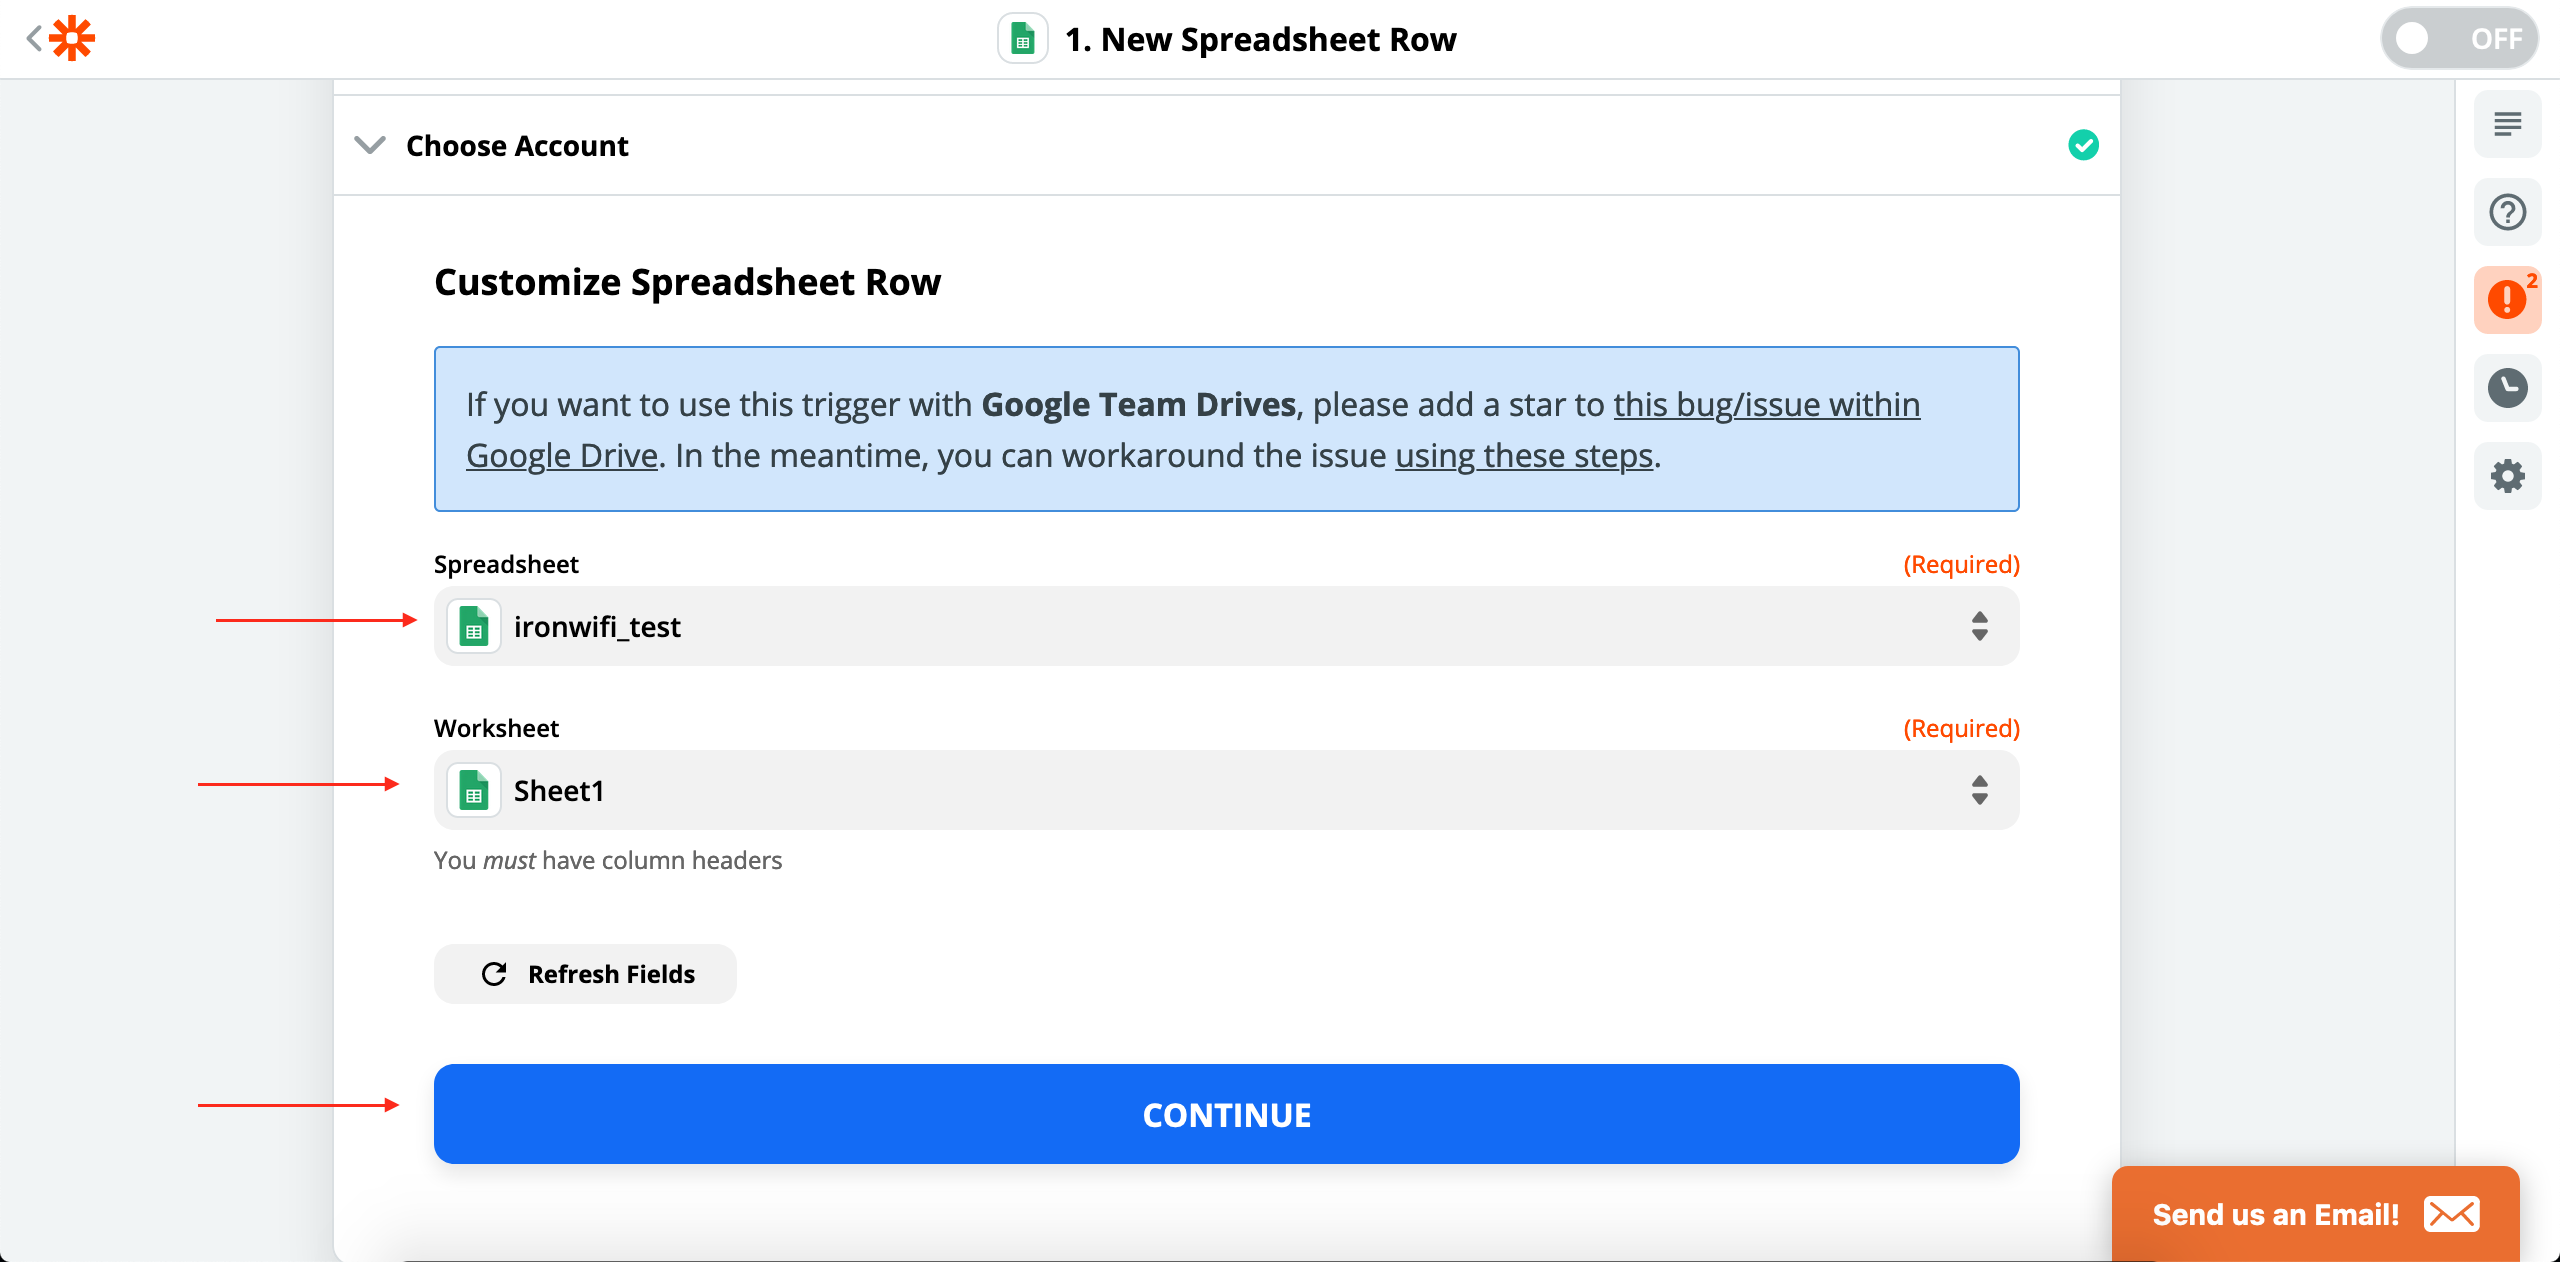 1. New Spreadsheet Row
OFF
Choose Account
2
Customize Spreadsheet Row
If you want to use this trigger with Google Team Drives, please add a star to this bug/issue within
Google Drive. In the meantime, you can workaround the issue using these steps.
Spreadsheet (Required)
ironwifi_test
Worksheet (Required)
Sheet1
You must have column headers
Refresh Fields
CONTINUE
Send us an Email!